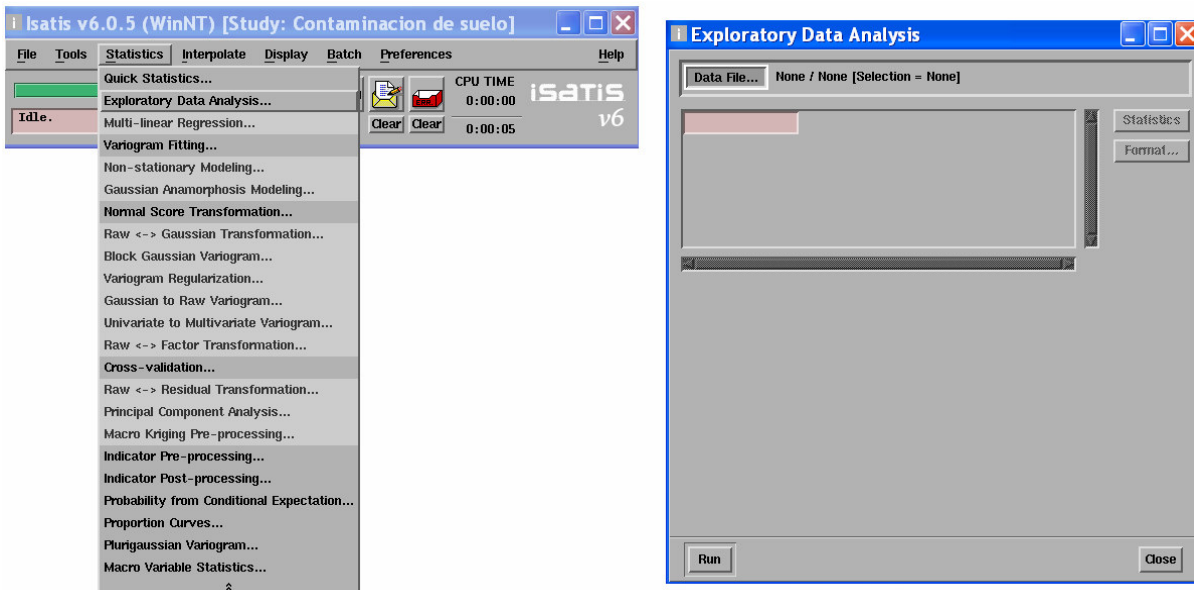 Isatis v6.0.5 (WinNT) [Study: Contaminacion de suelo]
File Tools Statistics Interpolate Display Batch Preferences Help
Idle.
Clear Clear
CPU TIME
0:00:00
0:00:05
isatis
v6
Quick Statistics...
Exploratory Data Analysis...
Multi-linear Regression...
Variogram Fitting...
Non-stationary Modeling...
Gaussian Anamorphosis Modeling...
Normal Score Transformation...
Raw <-> Gaussian Transformation...
Block Gaussian Variogram...
Variogram Regularization...
Gaussian to Raw Variogram...
Univariate to Multivariate Variogram...
Raw <-> Factor Transformation...
Cross-validation...
Raw <-> Residual Transformation...
Principal Component Analysis...
Macro Kriging Pre-processing...
Indicator Pre-processing...
Indicator Post-processing...
Probability from Conditional Expectation...
Proportion Curves...
Plurigaussian Variogram...
Macro Variable Statistics...
Exploratory Data Analysis
Data File... None / None [Selection = None]
Statistics
Format...
Run Close